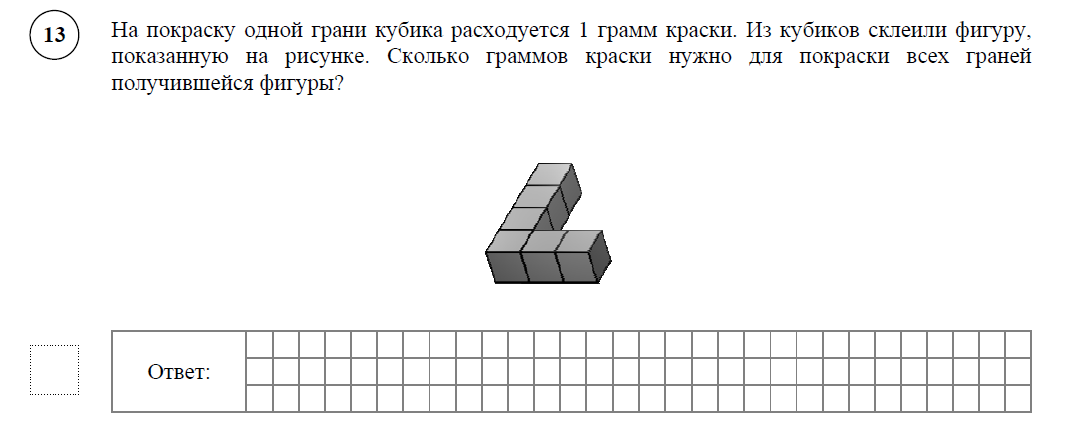 13
На покраску одной грани кубика расходуется 1 грамм краски. Из кубиков склеили фигуру,
показанную на рисунке. Сколько граммов краски нужно для покраски всех граней
получившейся фигуры?
Ответ: